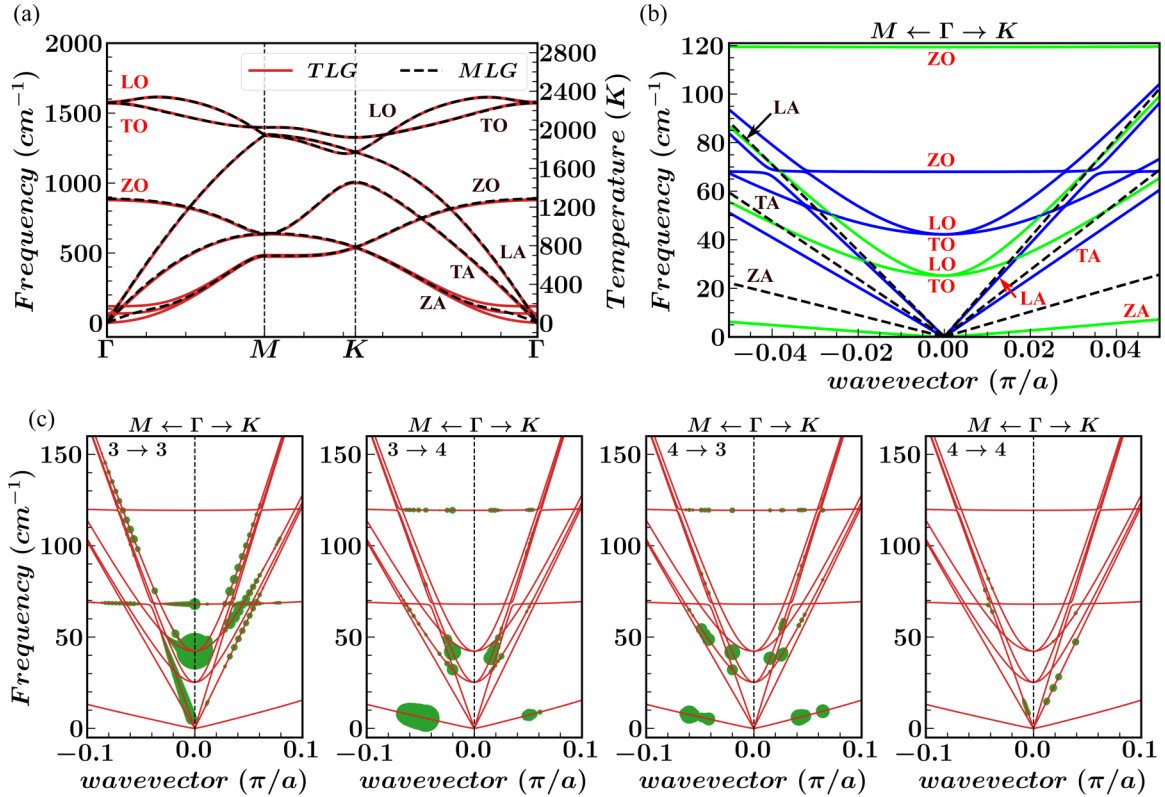 (a)
2000
1500
1000
500
0
Frequency (cm⁻¹)
Γ
M
K
Γ
2800
2400
2000
1600
1200
800
400
0
Temperature (K)
TLG
MLG
LO
TO
ZO
LO
TO
ZO
LA
TA
ZA
(b)
M ← Γ → K
120
100
80
60
40
20
0
Frequency (cm⁻¹)
ZO
LA
ZO
TA
LO
TO
LO
TO
TA
LA
ZA
ZA
−0.04
−0.02
0.00
0.02
0.04
wavevector (π/a)
(c)
M ← Γ → K
3 → 3
150
100
50
0
Frequency (cm⁻¹)
−0.1
0.0
0.1
wavevector (π/a)
M ← Γ → K
3 → 4
150
100
50
0
−0.1
0.0
0.1
wavevector (π/a)
M ← Γ → K
4 → 3
150
100
50
0
−0.1
0.0
0.1
wavevector (π/a)
M ← Γ → K
4 → 4
150
100
50
0
−0.1
0.0
0.1
wavevector (π/a)